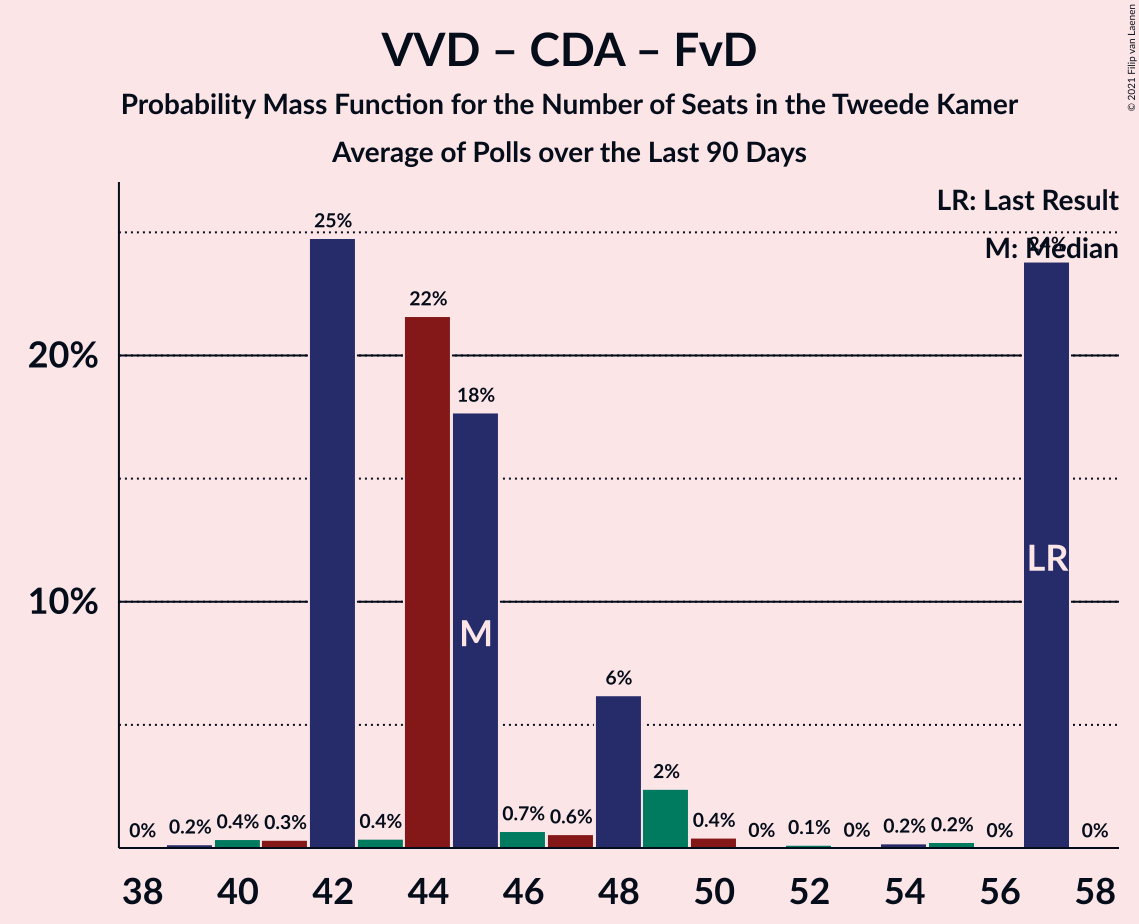 VVD – CDA – FvD
Probability Mass Function for the Number of Seats in the Tweede Kamer
Average of Polls over the Last 90 Days
© 2021 Filip van Laenen
LR: Last Result
M: Median
25%
24%
22%
20%
18%
LR
10%
M
6%
2%
0% 0.2% 0.4% 0.3% 0.4% 0.7% 0.6% 0.4% 0% 0.1% 0% 0.2% 0.2% 0% 0%
38 40 42 44 46 48 50 52 54 56 58